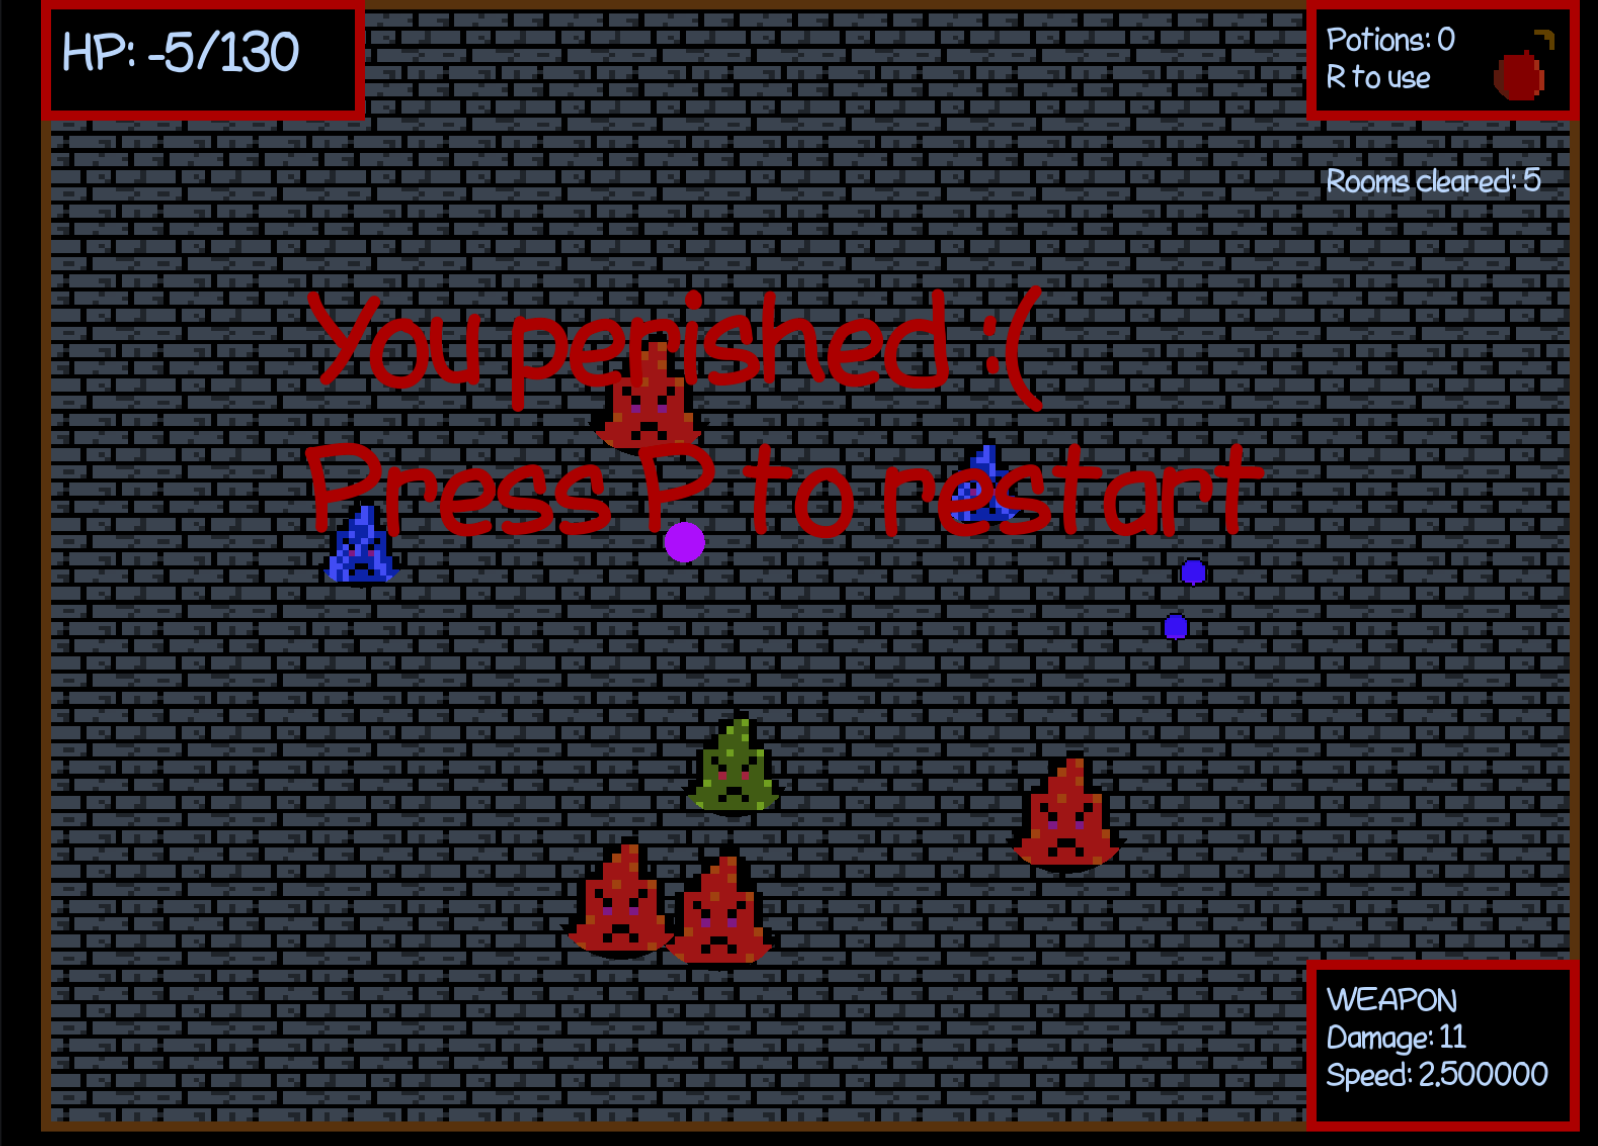 HP: -5/130
Potions: 0
R to use
Rooms cleared: 5
You perished :(
Press P to restart
WEAPON
Damage: 11
Speed: 2.500000